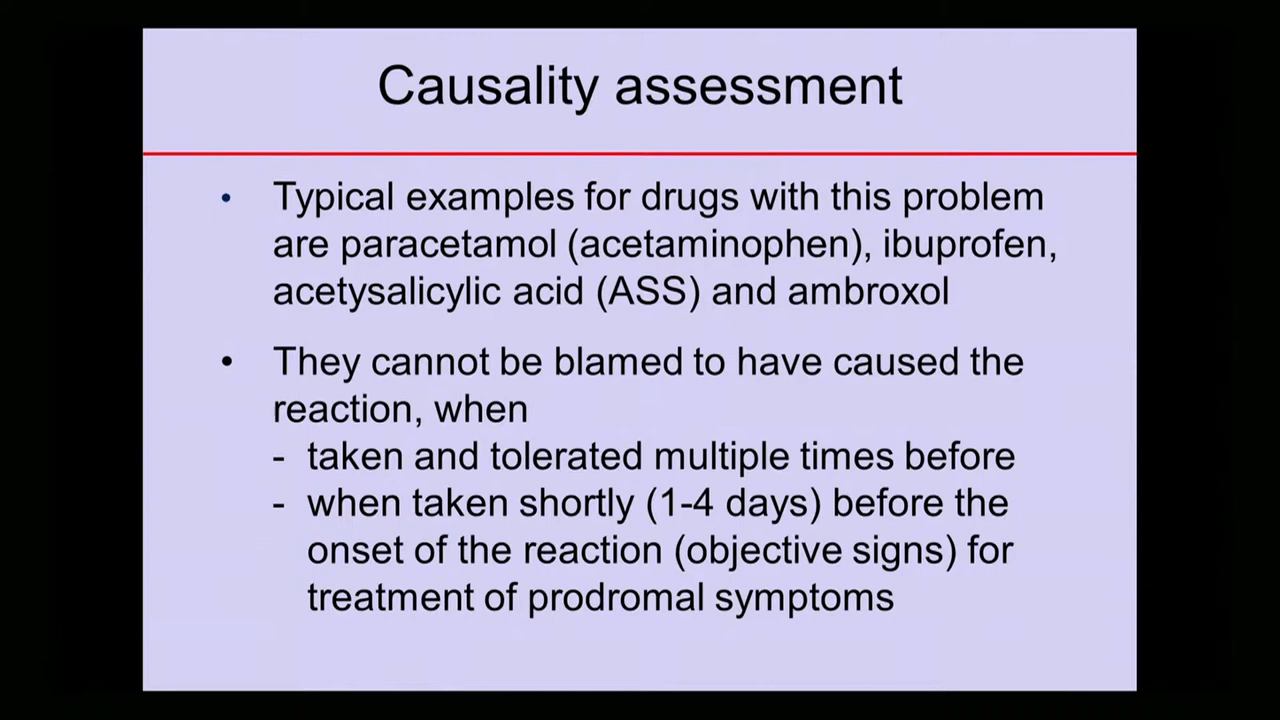 Causality assessment
• Typical examples for drugs with this problem
are paracetamol (acetaminophen), ibuprofen,
acetysalicylic acid (ASS) and ambroxol
• They cannot be blamed to have caused the
reaction, when
- taken and tolerated multiple times before
- when taken shortly (1-4 days) before the
onset of the reaction (objective signs) for
treatment of prodromal symptoms